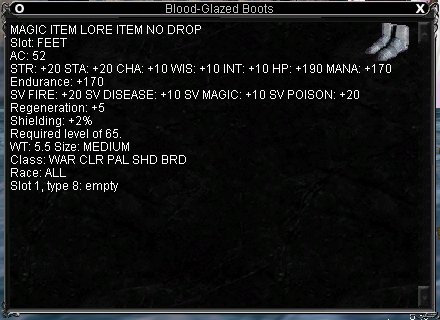 O Blood-Glazed Boots X
MAGIC ITEM LORE ITEM NO DROP
Slot: FEET
AC: 52
STR: +20 STA: +20 CHA: +10 WIS: +10 INT: +10 HP: +190 MANA: +170
Endurance: +170
SV FIRE: +20 SV DISEASE: +10 SV MAGIC: +10 SV POISON: +20
Regeneration: +5
Shielding: +2%
Required level of 65.
WT: 5.5 Size: MEDIUM
Class: WAR CLR PAL SHD BRD
Race: ALL
Slot 1, type 8: empty